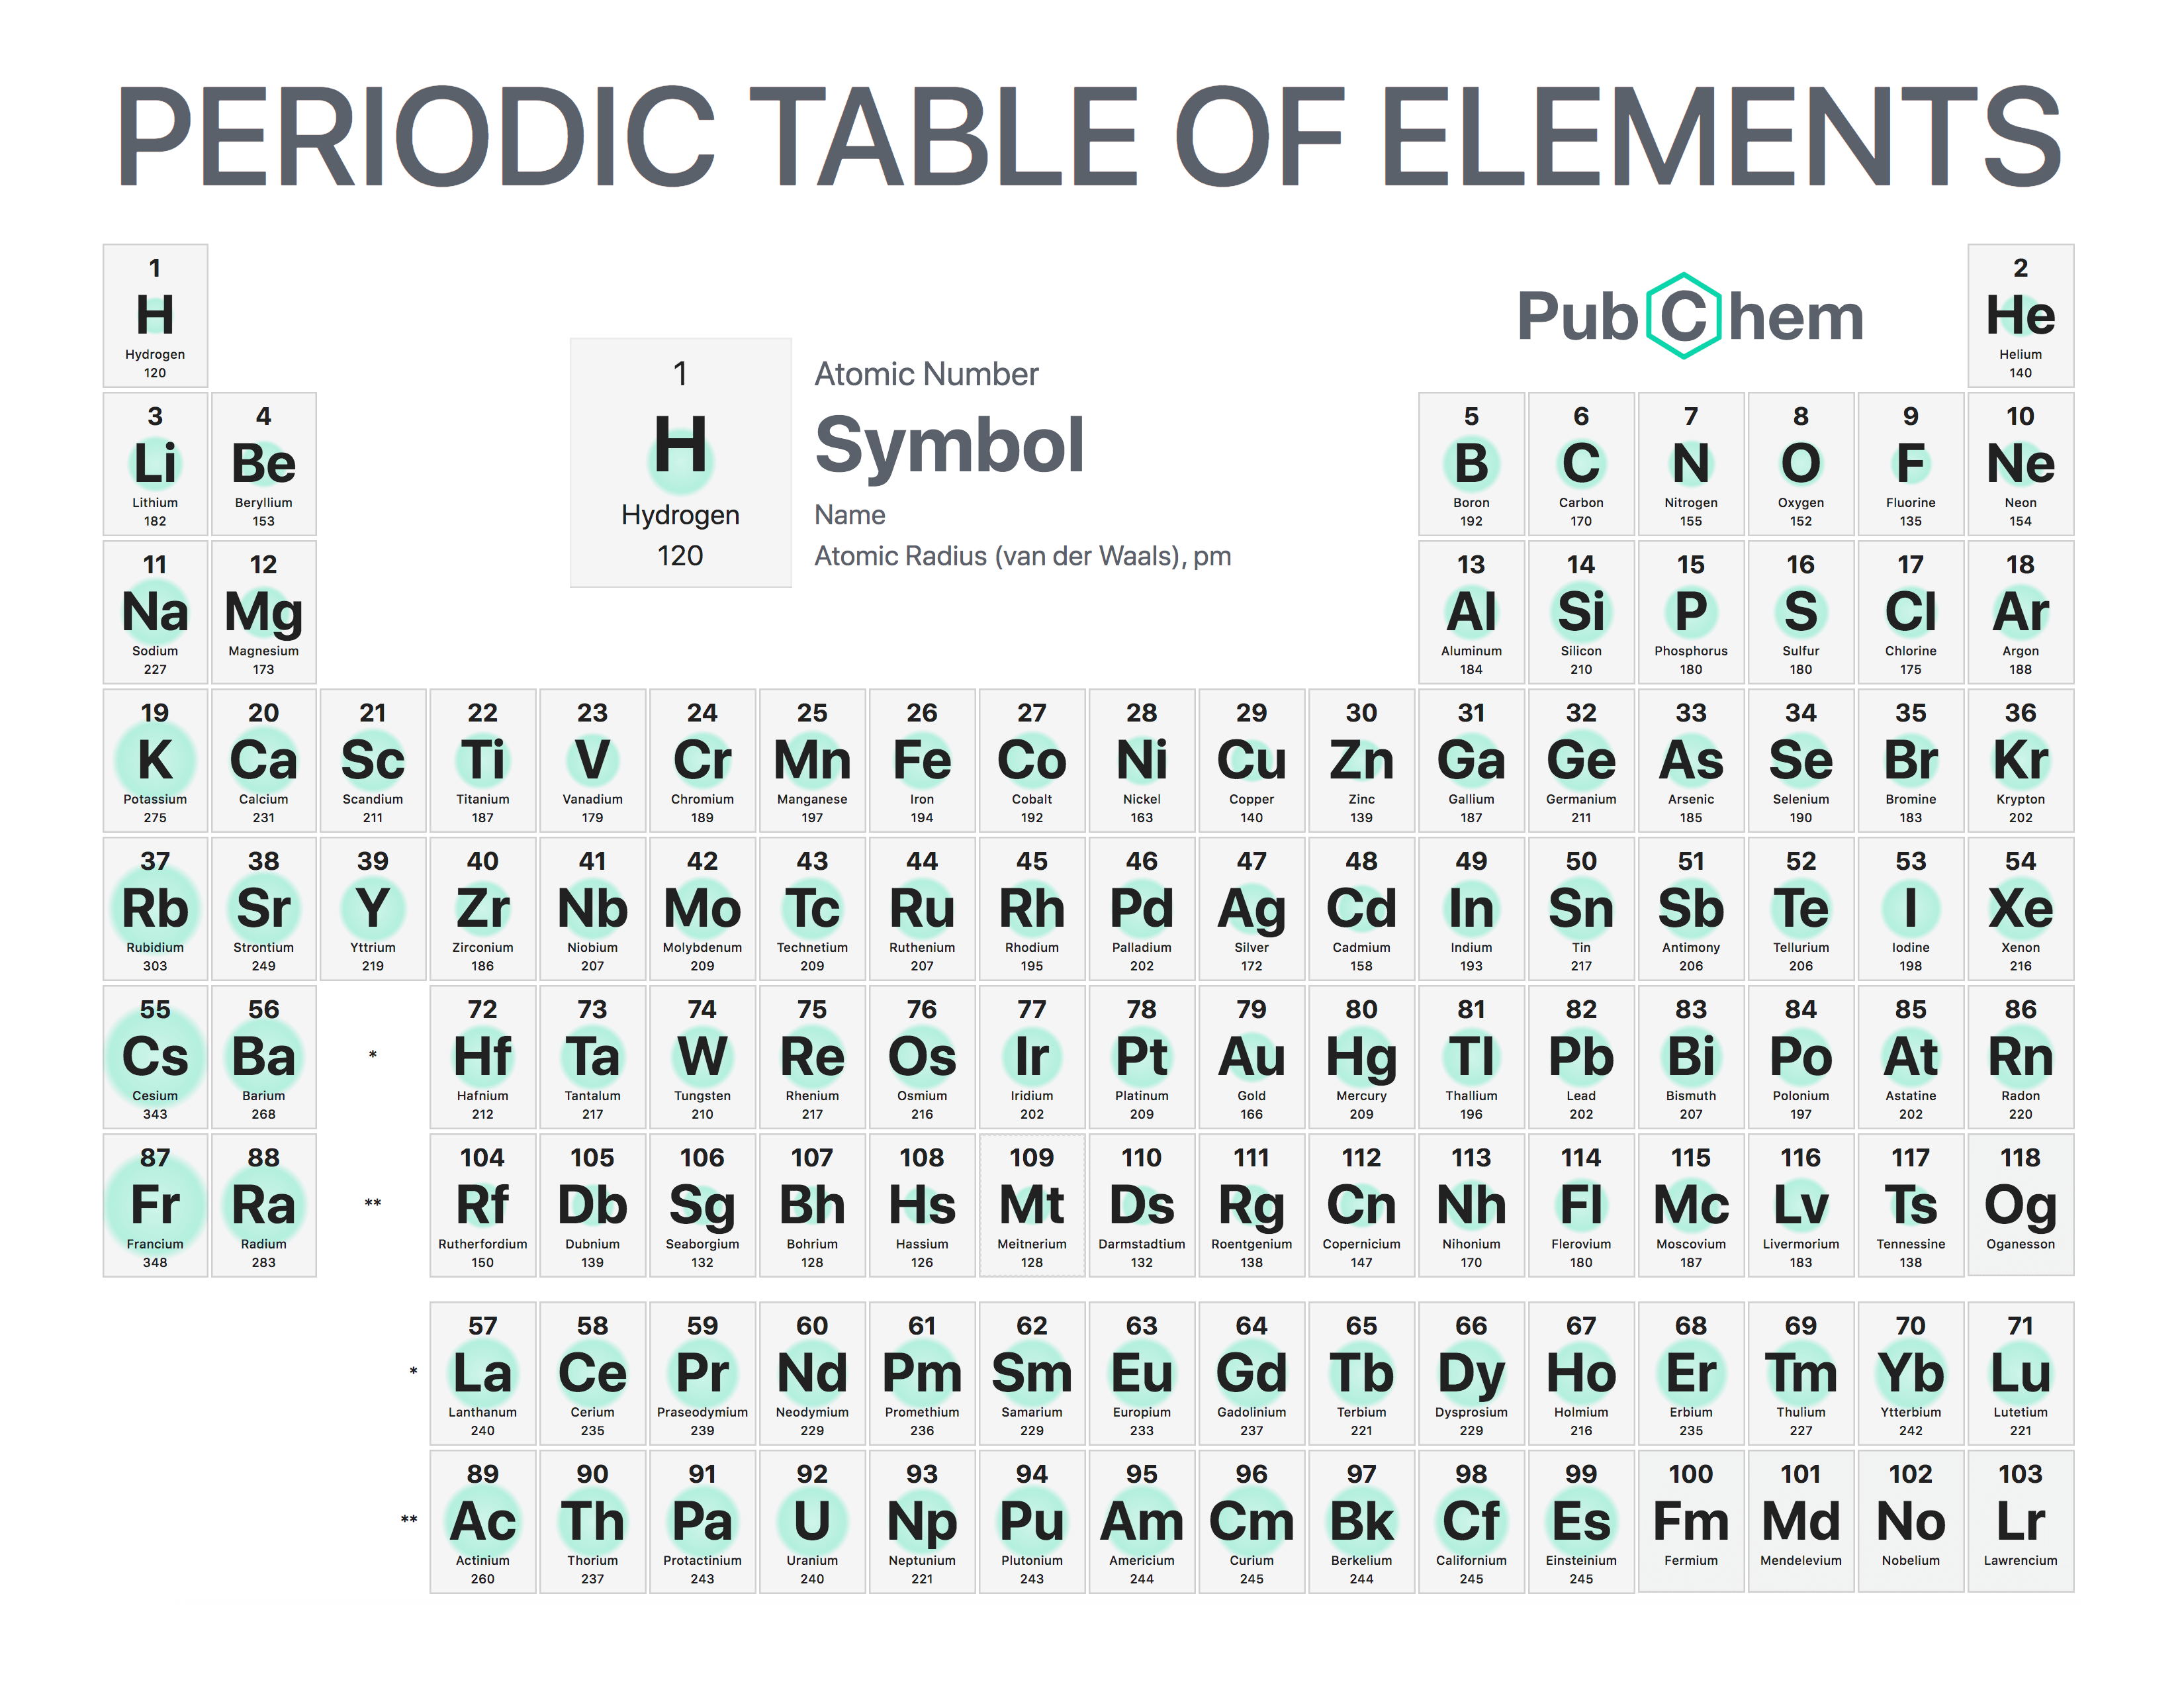 PERIODIC TABLE OF ELEMENTS
1 2
H He
Hydrogen Helium
120 140
PubChem
1 Atomic Number
H Symbol
Hydrogen Name
120 Atomic Radius (van der Waals), pm
3 4 5 6 7 8 9 10
Li Be B C N O F Ne
Lithium Beryllium Boron Carbon Nitrogen Oxygen Fluorine Neon
182 153 192 170 155 152 135 154
11 12 13 14 15 16 17 18
Na Mg Al Si P S Cl Ar
Sodium Magnesium Aluminum Silicon Phosphorus Sulfur Chlorine Argon
227 173 184 210 180 180 175 188
19 20 21 22 23 24 25 26 27 28 29 30 31 32 33 34 35 36
K Ca Sc Ti V Cr Mn Fe Co Ni Cu Zn Ga Ge As Se Br Kr
Potassium Calcium Scandium Titanium Vanadium Chromium Manganese Iron Cobalt Nickel Copper Zinc Gallium Germanium Arsenic Selenium Bromine Krypton
275 231 211 187 179 189 197 194 192 163 140 139 187 211 185 190 183 202
37 38 39 40 41 42 43 44 45 46 47 48 49 50 51 52 53 54
Rb Sr Y Zr Nb Mo Tc Ru Rh Pd Ag Cd In Sn Sb Te I Xe
Rubidium Strontium Yttrium Zirconium Niobium Molybdenum Technetium Ruthenium Rhodium Palladium Silver Cadmium Indium Tin Antimony Tellurium Iodine Xenon
303 249 219 186 207 209 209 207 195 202 172 158 193 217 206 206 198 216
55 56 72 73 74 75 76 77 78 79 80 81 82 83 84 85 86
Cs Ba * Hf Ta W Re Os Ir Pt Au Hg Tl Pb Bi Po At Rn
Cesium Barium Hafnium Tantalum Tungsten Rhenium Osmium Iridium Platinum Gold Mercury Thallium Lead Bismuth Polonium Astatine Radon
343 268 212 217 210 217 216 202 209 166 209 196 202 207 197 202 220
87 88 104 105 106 107 108 109 110 111 112 113 114 115 116 117 118
Fr Ra ** Rf Db Sg Bh Hs Mt Ds Rg Cn Nh Fl Mc Lv Ts Og
Francium Radium Rutherfordium Dubnium Seaborgium Bohrium Hassium Meitnerium Darmstadtium Roentgenium Copernicium Nihonium Flerovium Moscovium Livermorium Tennessine Oganesson
348 283 150 139 132 128 126 128 132 138 147 170 180 187 183 138
57 58 59 60 61 62 63 64 65 66 67 68 69 70 71
* La Ce Pr Nd Pm Sm Eu Gd Tb Dy Ho Er Tm Yb Lu
Lanthanum Cerium Praseodymium Neodymium Promethium Samarium Europium Gadolinium Terbium Dysprosium Holmium Erbium Thulium Ytterbium Lutetium
240 235 239 229 236 229 233 237 221 229 216 235 227 242 221
89 90 91 92 93 94 95 96 97 98 99 100 101 102 103
** Ac Th Pa U Np Pu Am Cm Bk Cf Es Fm Md No Lr
Actinium Thorium Protactinium Uranium Neptunium Plutonium Americium Curium Berkelium Californium Einsteinium Fermium Mendelevium Nobelium Lawrencium
260 237 243 240 221 243 244 245 244 245 245